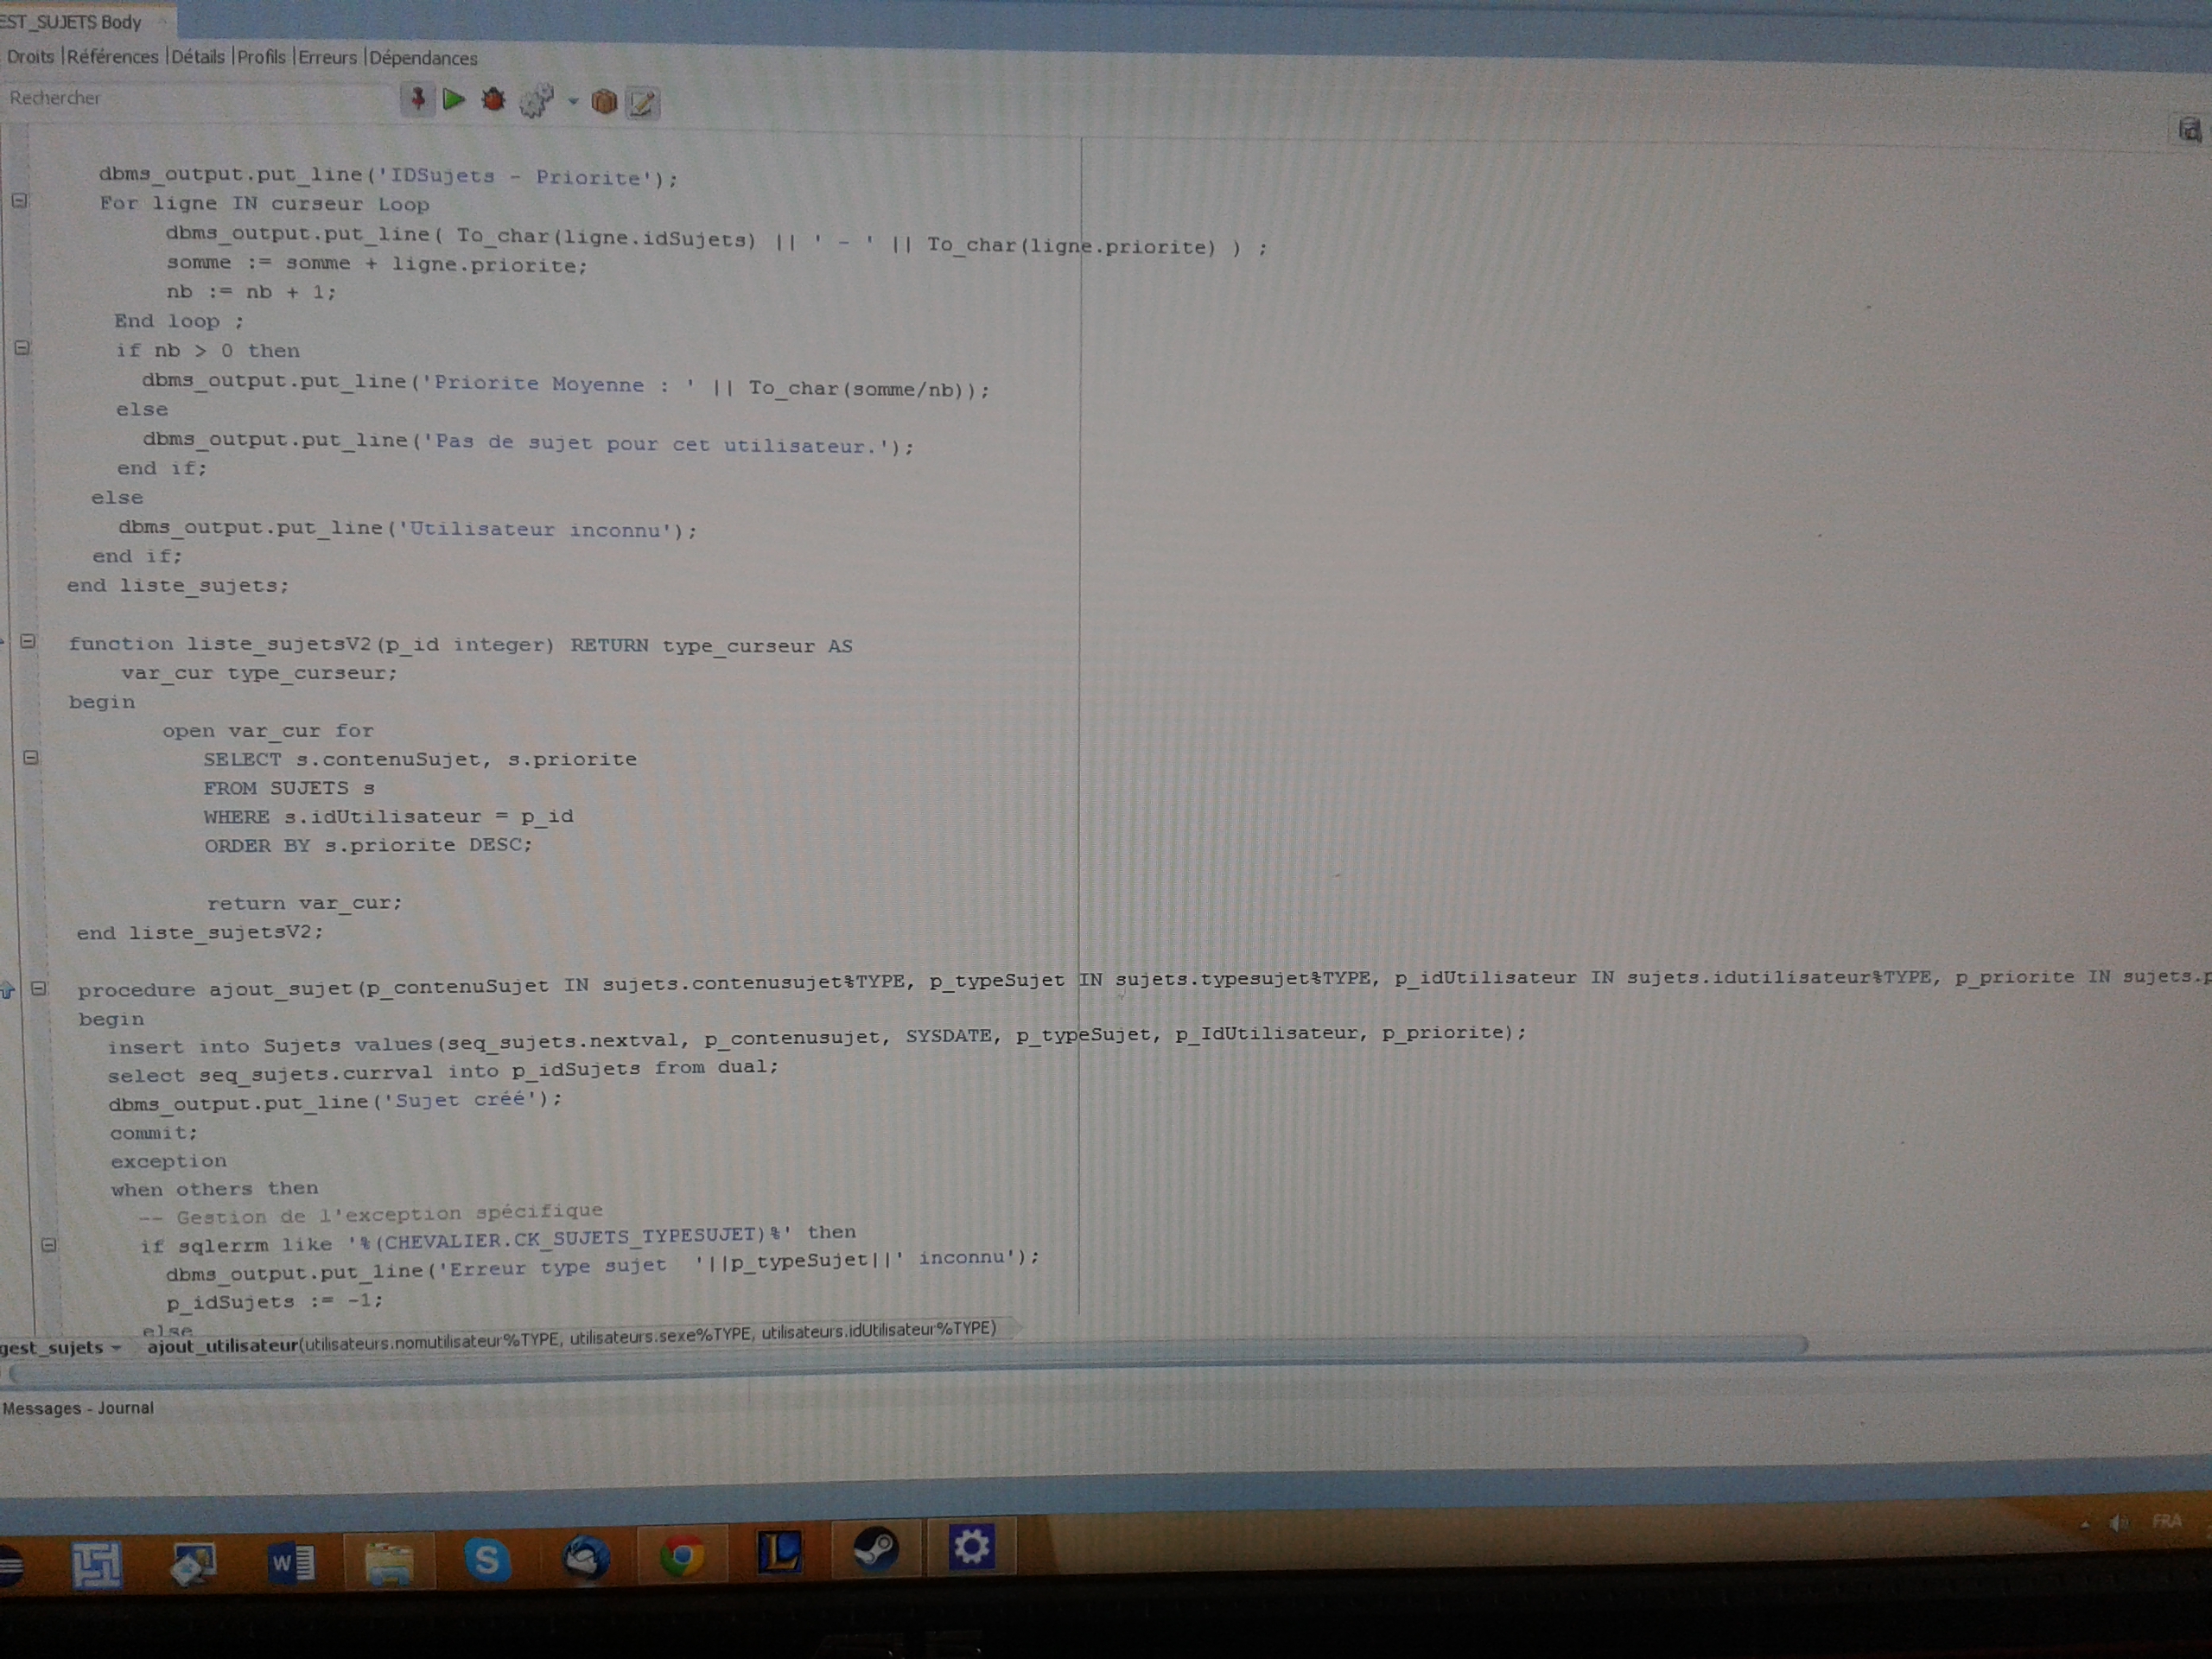 EST_SUJETS Body
Droits |Références |Détails |Profils |Erreurs |Dépendances
Rechercher
dbms_output.put_line('IDSujets - Priorite');
For ligne IN curseur Loop
dbms_output.put_line( To_char(ligne.idSujets) || ' - ' || To_char(ligne.priorite) ) ;
somme := somme + ligne.priorite;
nb := nb + 1;
End loop ;
if nb > 0 then
dbms_output.put_line('Priorite Moyenne : ' || To_char(somme/nb));
else
dbms_output.put_line('Pas de sujet pour cet utilisateur.');
end if;
else
dbms_output.put_line('Utilisateur inconnu');
end if;
end liste_sujets;
function liste_sujetsV2(p_id integer) RETURN type_curseur AS
var_cur type_curseur;
begin
open var_cur for
SELECT s.contenuSujet, s.priorite
FROM SUJETS s
WHERE s.idUtilisateur = p_id
ORDER BY s.priorite DESC;
return var_cur;
end liste_sujetsV2;
procedure ajout_sujet(p_contenuSujet IN sujets.contenusujet%TYPE, p_typeSujet IN sujets.typesujet%TYPE, p_idUtilisateur IN sujets.idutilisateur%TYPE, p_priorite IN sujets.p
begin
insert into Sujets values(seq_sujets.nextval, p_contenusujet, SYSDATE, p_typeSujet, p_IdUtilisateur, p_priorite);
select seq_sujets.currval into p_idSujets from dual;
dbms_output.put_line('Sujet créé');
commit;
exception
when others then
-- Gestion de l'exception spécifique
if sqlerrm like '%(CHEVALIER.CK_SUJETS_TYPESUJET)%' then
dbms_output.put_line('Erreur type sujet  '||p_typeSujet||' inconnu');
p_idSujets := -1;
else
gest_sujets ajout_utilisateur(utilisateurs.nomutilisateur%TYPE, utilisateurs.sexe%TYPE, utilisateurs.idUtilisateur%TYPE)
Messages - Journal
FRA